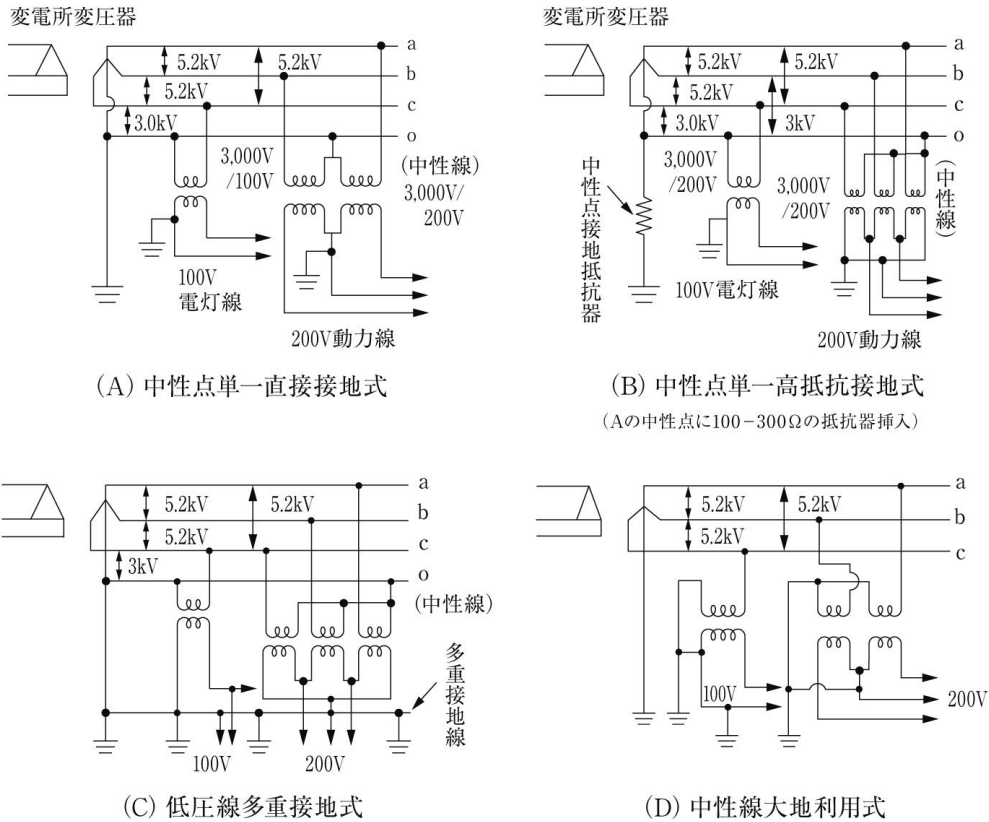 変電所変圧器
a
5.2kV
5.2kV
b
5.2kV
c
3.0kV
o
3,000V
/100V
(中性線)
3,000V/
200V
100V
電灯線
200V動力線
(A) 中性点単一直接接地式
変電所変圧器
a
5.2kV
5.2kV
b
5.2kV
c
3.0kV
3kV
o
中性点接地抵抗器
3,000V
/200V
3,000V
/200V
(中性線)
100V電灯線
200V動力線
(B) 中性点単一高抵抗接地式
(Aの中性点に100-300Ωの抵抗器挿入)
a
5.2kV
5.2kV
b
5.2kV
c
3kV
o
(中性線)
多重接地線
100V
200V
(C) 低圧線多重接地式
a
5.2kV
5.2kV
b
5.2kV
c
100V
200V
(D) 中性線大地利用式